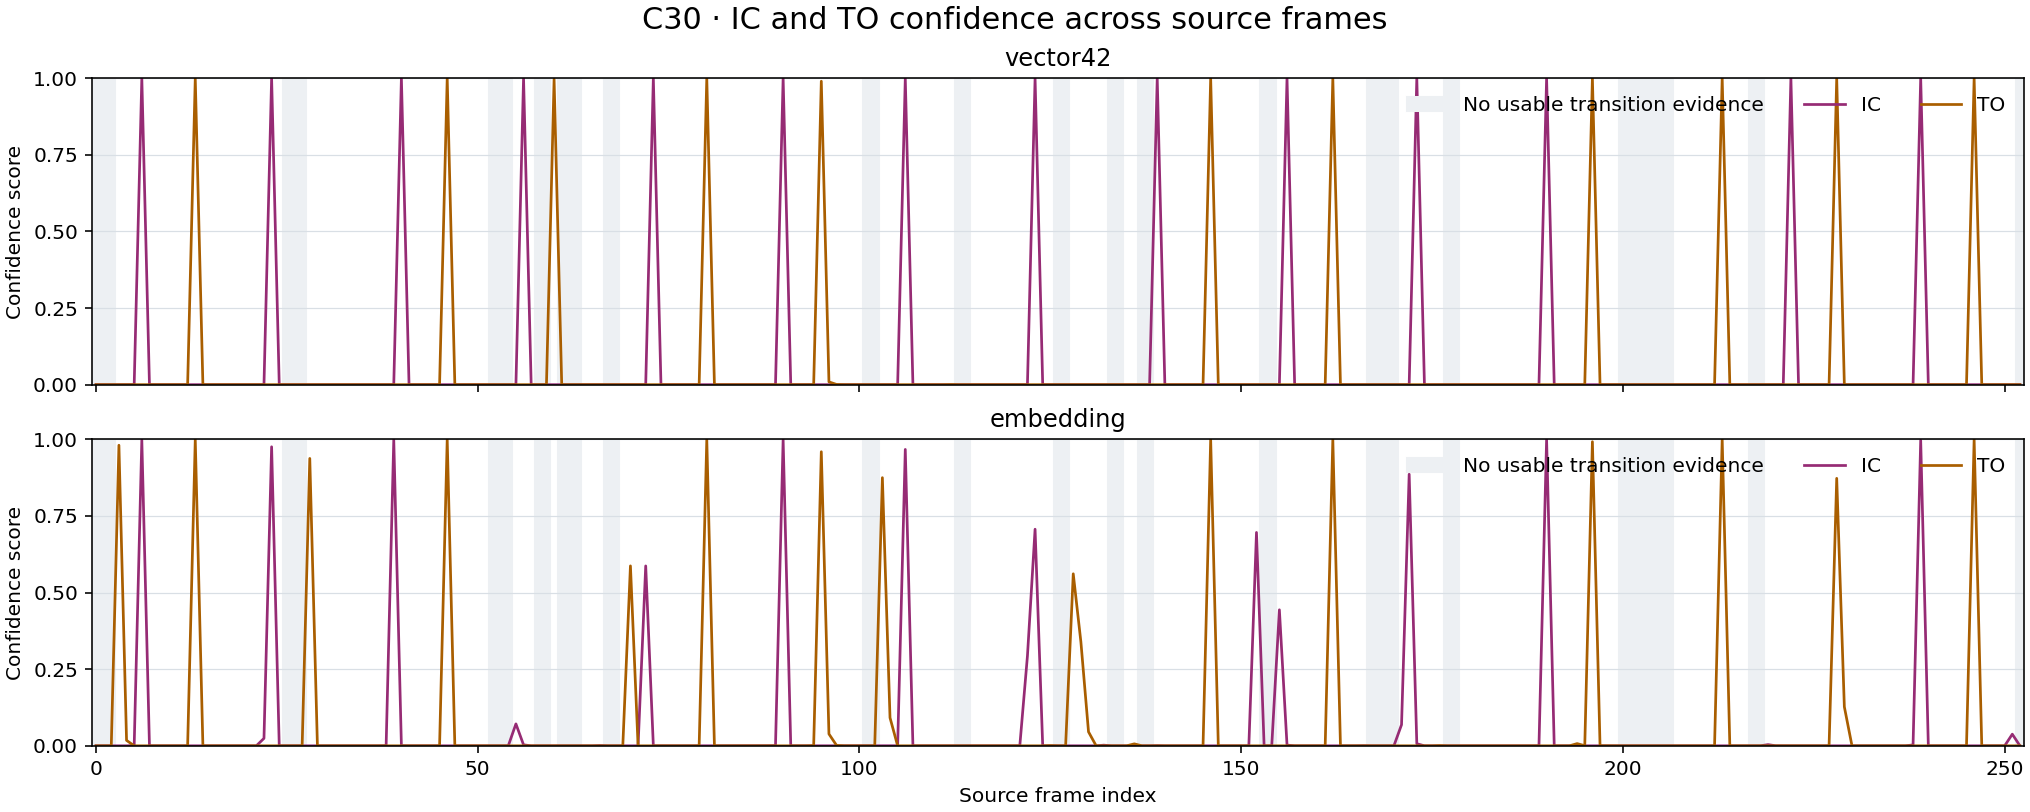 C30 · IC and TO confidence across source frames
vector42
1.00
0.75
0.50
0.25
0.00
Confidence score
No usable transition evidence
IC
TO
embedding
1.00
0.75
0.50
0.25
0.00
Confidence score
No usable transition evidence
IC
TO
0
50
100
150
200
250
Source frame index